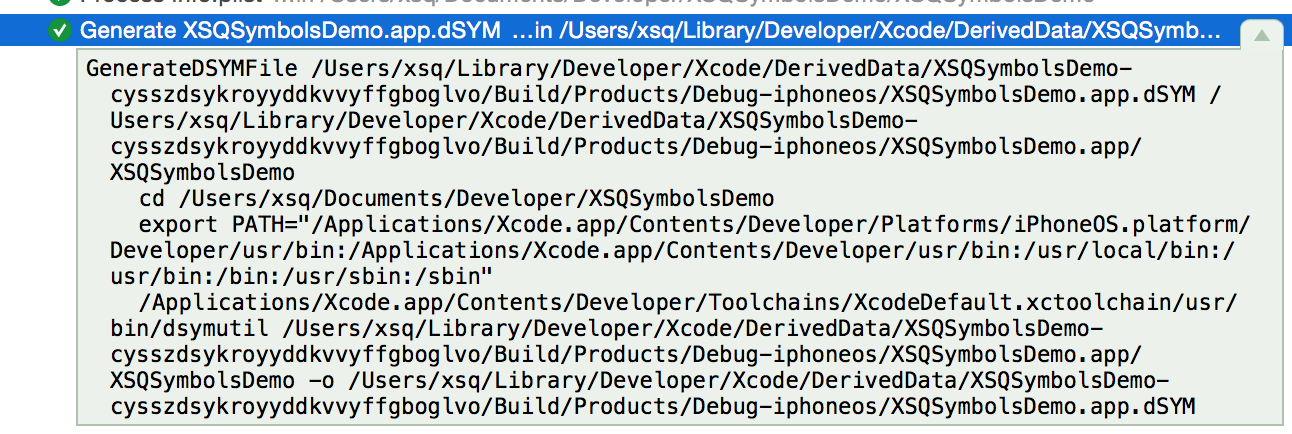 Generate XSQSymbolsDemo.app.dSYM ...in /Users/xsq/Library/Developer/Xcode/DerivedData/XSQSymb...
GenerateDSYMFile /Users/xsq/Library/Developer/Xcode/DerivedData/XSQSymbolsDemo-
cysszdsykroyyddkvvyffgboglvo/Build/Products/Debug-iphoneos/XSQSymbolsDemo.app.dSYM /
Users/xsq/Library/Developer/Xcode/DerivedData/XSQSymbolsDemo-
cysszdsykroyyddkvvyffgboglvo/Build/Products/Debug-iphoneos/XSQSymbolsDemo.app/
XSQSymbolsDemo
cd /Users/xsq/Documents/Developer/XSQSymbolsDemo
export PATH="/Applications/Xcode.app/Contents/Developer/Platforms/iPhoneOS.platform/
Developer/usr/bin:/Applications/Xcode.app/Contents/Developer/usr/bin:/usr/local/bin:/
usr/bin:/bin:/usr/sbin:/sbin"
/Applications/Xcode.app/Contents/Developer/Toolchains/XcodeDefault.xctoolchain/usr/
bin/dsymutil /Users/xsq/Library/Developer/Xcode/DerivedData/XSQSymbolsDemo-
cysszdsykroyyddkvvyffgboglvo/Build/Products/Debug-iphoneos/XSQSymbolsDemo.app/
XSQSymbolsDemo -o /Users/xsq/Library/Developer/Xcode/DerivedData/XSQSymbolsDemo-
cysszdsykroyyddkvvyffgboglvo/Build/Products/Debug-iphoneos/XSQSymbolsDemo.app.dSYM